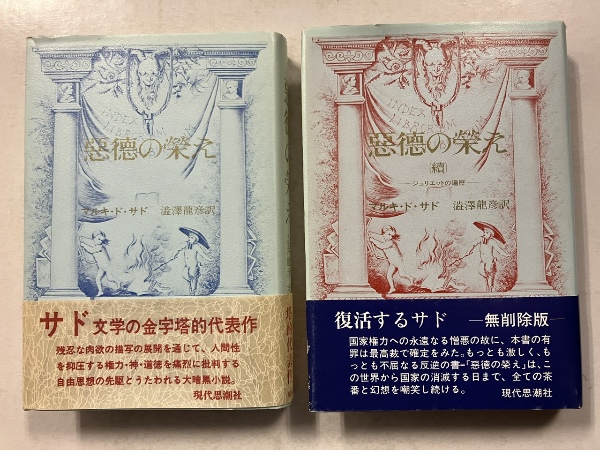 惡德の榮え
マルキ・ド・サド 澁澤龍彦訳
サド文学の金字塔的代表作
残忍な肉欲の描写の展開を通じて、人間性
を抑圧する権力・神・道徳を痛烈に批判する
自由思想の先駆とうたわれる大暗黒小説。
現代思潮社
惡德の榮え
[續]
―ジュリエットの遍歴―
マルキ・ド・サド 澁澤龍彦訳
復活するサド ―無削除版―
国家権力への永遠なる憎悪の故に、本書の有
罪は最高裁で確定をみた。もっとも激しく、も
っとも不屈なる反逆の書=「悪徳の栄え」は、こ
の世界から国家の消滅する日まで、全ての茶
番と幻想を嘲笑し続ける。
現代思潮社